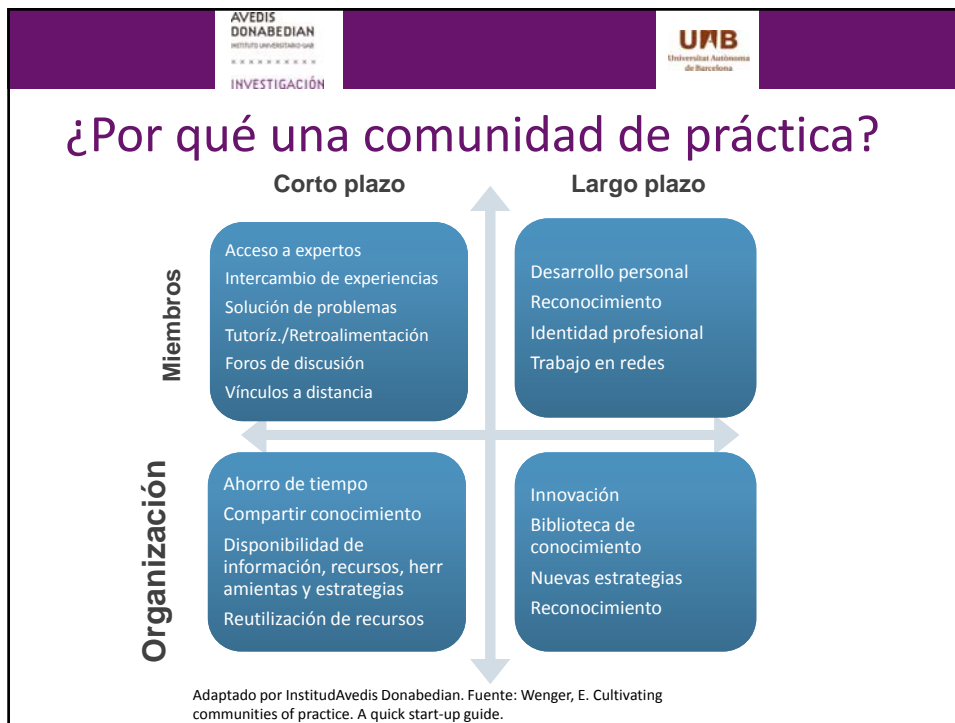 AVEDIS
DONABEDIAN
INSTITUTO UNIVERSITARIO-UAB
x x x x x x x x x x
INVESTIGACIÓN
UAB
Universitat Autònoma
de Barcelona
¿Por qué una comunidad de práctica?
Corto plazo
Largo plazo
Miembros
Acceso a expertos
Intercambio de experiencias
Solución de problemas
Tutoríz./Retroalimentación
Foros de discusión
Vínculos a distancia
Desarrollo personal
Reconocimiento
Identidad profesional
Trabajo en redes
Organización
Ahorro de tiempo
Compartir conocimiento
Disponibilidad de
información, recursos, herr
amientas y estrategias
Reutilización de recursos
Innovación
Biblioteca de
conocimiento
Nuevas estrategias
Reconocimiento
Adaptado por InstitudAvedis Donabedian. Fuente: Wenger, E. Cultivating
communities of practice. A quick start-up guide.